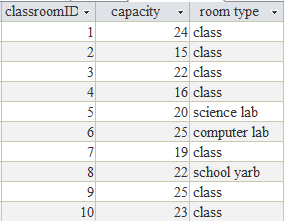 classroomID capacity room type
1 24 class
2 15 class
3 22 class
4 16 class
5 20 science lab
6 25 computer lab
7 19 class
8 22 school yarb
9 25 class
10 23 class